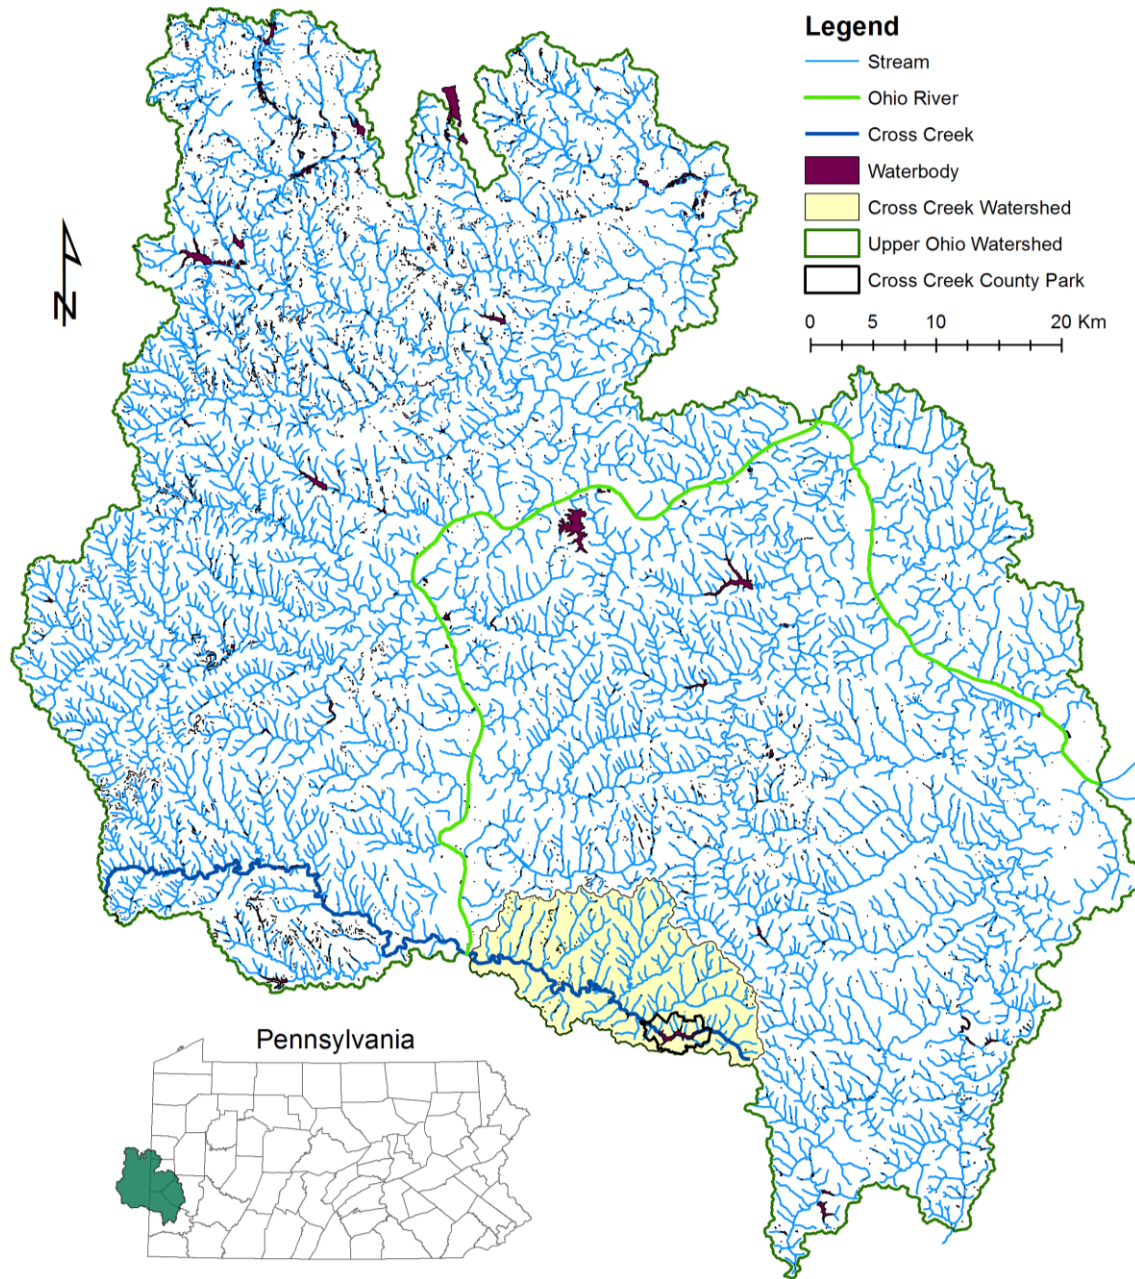 Legend
Stream
Ohio River
Cross Creek
Waterbody
Cross Creek Watershed
Upper Ohio Watershed
Cross Creek County Park
0 5 10 20 Km
N
Pennsylvania